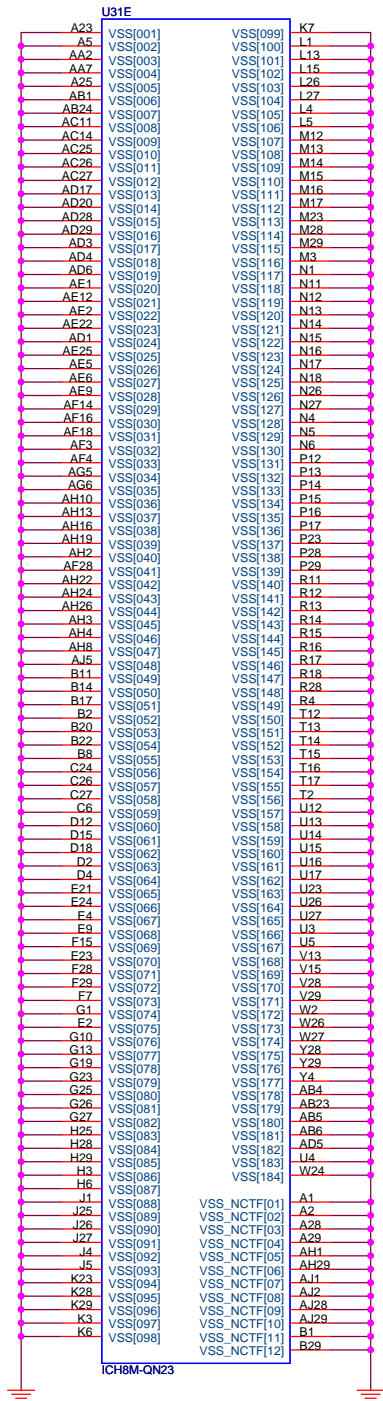 U31E
A23 VSS[001] VSS[099] K7
A5 VSS[002] VSS[100] L1
AA2 VSS[003] VSS[101] L13
AA7 VSS[004] VSS[102] L15
A25 VSS[005] VSS[103] L26
AB1 VSS[006] VSS[104] L27
AB24 VSS[007] VSS[105] L4
AC11 VSS[008] VSS[106] L5
AC14 VSS[009] VSS[107] M12
AC25 VSS[010] VSS[108] M13
AC26 VSS[011] VSS[109] M14
AC27 VSS[012] VSS[110] M15
AD17 VSS[013] VSS[111] M16
AD20 VSS[014] VSS[112] M17
AD28 VSS[015] VSS[113] M23
AD29 VSS[016] VSS[114] M28
AD3 VSS[017] VSS[115] M29
AD4 VSS[018] VSS[116] M3
AD6 VSS[019] VSS[117] N1
AE1 VSS[020] VSS[118] N11
AE12 VSS[021] VSS[119] N12
AE2 VSS[022] VSS[120] N13
AE22 VSS[023] VSS[121] N14
AD1 VSS[024] VSS[122] N15
AE25 VSS[025] VSS[123] N16
AE5 VSS[026] VSS[124] N17
AE6 VSS[027] VSS[125] N18
AE9 VSS[028] VSS[126] N26
AF14 VSS[029] VSS[127] N27
AF16 VSS[030] VSS[128] N4
AF18 VSS[031] VSS[129] N5
AF3 VSS[032] VSS[130] N6
AF4 VSS[033] VSS[131] P12
AG5 VSS[034] VSS[132] P13
AG6 VSS[035] VSS[133] P14
AH10 VSS[036] VSS[134] P15
AH13 VSS[037] VSS[135] P16
AH16 VSS[038] VSS[136] P17
AH19 VSS[039] VSS[137] P23
AH2 VSS[040] VSS[138] P28
AF28 VSS[041] VSS[139] P29
AH22 VSS[042] VSS[140] R11
AH24 VSS[043] VSS[141] R12
AH26 VSS[044] VSS[142] R13
AH3 VSS[045] VSS[143] R14
AH4 VSS[046] VSS[144] R15
AH8 VSS[047] VSS[145] R16
AJ5 VSS[048] VSS[146] R17
B11 VSS[049] VSS[147] R18
B14 VSS[050] VSS[148] R28
B17 VSS[051] VSS[149] R4
B2 VSS[052] VSS[150] T12
B20 VSS[053] VSS[151] T13
B22 VSS[054] VSS[152] T14
B8 VSS[055] VSS[153] T15
C24 VSS[056] VSS[154] T16
C26 VSS[057] VSS[155] T17
C27 VSS[058] VSS[156] T2
C6 VSS[059] VSS[157] U12
D12 VSS[060] VSS[158] U13
D15 VSS[061] VSS[159] U14
D18 VSS[062] VSS[160] U15
D2 VSS[063] VSS[161] U16
D4 VSS[064] VSS[162] U17
E21 VSS[065] VSS[163] U23
E24 VSS[066] VSS[164] U26
E4 VSS[067] VSS[165] U27
E9 VSS[068] VSS[166] U3
F15 VSS[069] VSS[167] U5
E23 VSS[070] VSS[168] V13
F28 VSS[071] VSS[169] V15
F29 VSS[072] VSS[170] V28
F7 VSS[073] VSS[171] V29
G1 VSS[074] VSS[172] W2
E2 VSS[075] VSS[173] W26
G10 VSS[076] VSS[174] W27
G13 VSS[077] VSS[175] Y28
G19 VSS[078] VSS[176] Y29
G23 VSS[079] VSS[177] Y4
G25 VSS[080] VSS[178] AB4
G26 VSS[081] VSS[179] AB23
G27 VSS[082] VSS[180] AB5
H25 VSS[083] VSS[181] AB6
H28 VSS[084] VSS[182] AD5
H29 VSS[085] VSS[183] U4
H3 VSS[086] VSS[184] W24
H6 VSS[087]
J1 VSS[088] VSS_NCTF[01] A1
J25 VSS[089] VSS_NCTF[02] A2
J26 VSS[090] VSS_NCTF[03] A28
J27 VSS[091] VSS_NCTF[04] A29
J4 VSS[092] VSS_NCTF[05] AH1
J5 VSS[093] VSS_NCTF[06] AH29
K23 VSS[094] VSS_NCTF[07] AJ1
K28 VSS[095] VSS_NCTF[08] AJ2
K29 VSS[096] VSS_NCTF[09] AJ28
K3 VSS[097] VSS_NCTF[10] AJ29
K6 VSS[098] VSS_NCTF[11] B1
VSS_NCTF[12] B29
ICH8M-QN23